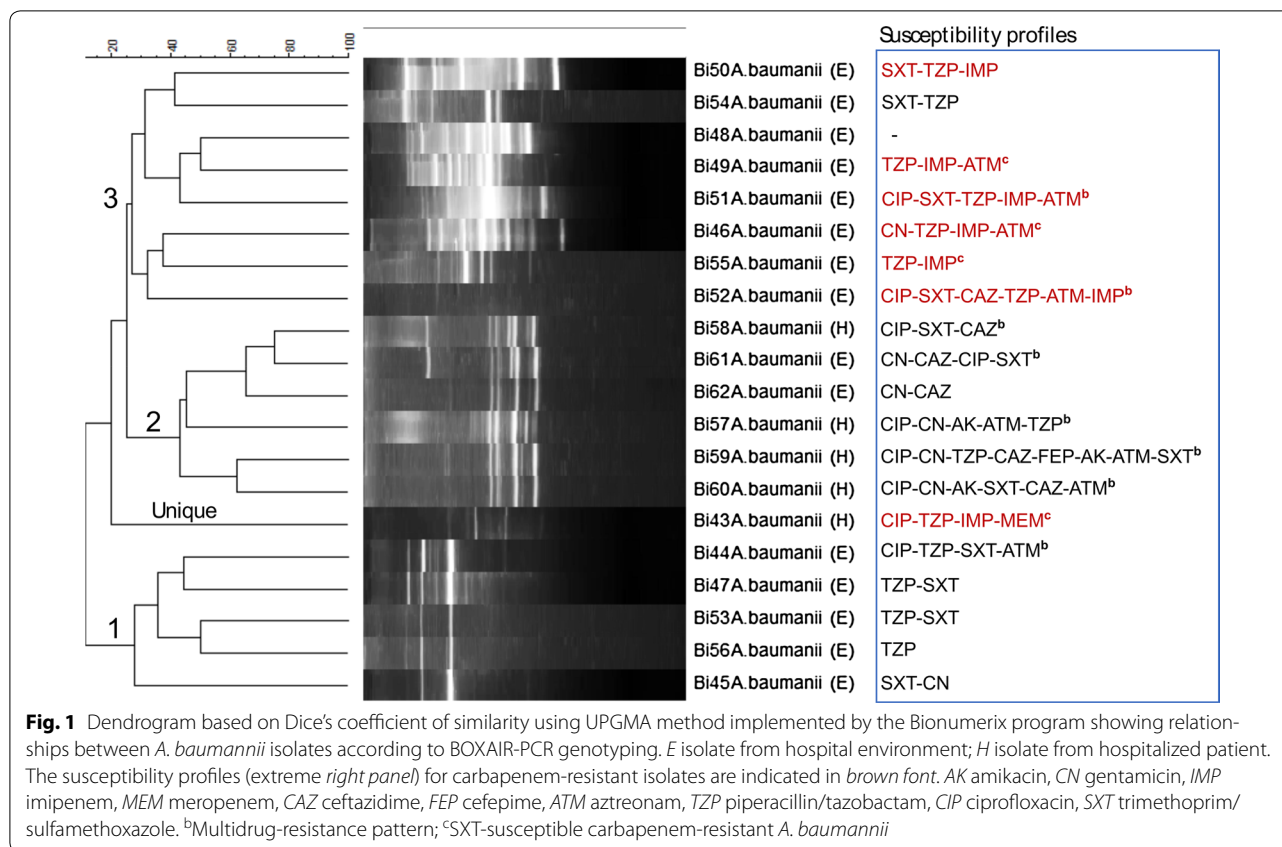 Susceptibility profiles
-20
-40
-60
-80
-100
Bi50A.baumanii (E) SXT-TZP-IMP
Bi54A.baumanii (E) SXT-TZP
Bi48A.baumanii (E) -
Bi49A.baumanii (E) TZP-IMP-ATMᶜ
3
Bi51A.baumanii (E) CIP-SXT-TZP-IMP-ATMᵇ
Bi46A.baumanii (E) CN-TZP-IMP-ATMᶜ
Bi55A.baumanii (E) TZP-IMPᶜ
Bi52A.baumanii (E) CIP-SXT-CAZ-TZP-ATM-IMPᵇ
Bi58A.baumanii (H) CIP-SXT-CAZᵇ
Bi61A.baumanii (E) CN-CAZ-CIP-SXTᵇ
Bi62A.baumanii (E) CN-CAZ
2
Bi57A.baumanii (H) CIP-CN-AK-ATM-TZPᵇ
Bi59A.baumanii (H) CIP-CN-TZP-CAZ-FEP-AK-ATM-SXTᵇ
Bi60A.baumanii (H) CIP-CN-AK-SXT-CAZ-ATMᵇ
Unique
Bi43A.baumanii (H) CIP-TZP-IMP-MEMᶜ
Bi44A.baumanii (E) CIP-TZP-SXT-ATMᵇ
Bi47A.baumanii (E) TZP-SXT
1
Bi53A.baumanii (E) TZP-SXT
Bi56A.baumanii (E) TZP
Bi45A.baumanii (E) SXT-CN
Fig. 1 Dendrogram based on Dice’s coefficient of similarity using UPGMA method implemented by the Bionumerix program showing relation-
ships between A. baumannii isolates according to BOXAIR-PCR genotyping. E isolate from hospital environment; H isolate from hospitalized patient.
The susceptibility profiles (extreme right panel) for carbapenem-resistant isolates are indicated in brown font. AK amikacin, CN gentamicin, IMP
imipenem, MEM meropenem, CAZ ceftazidime, FEP cefepime, ATM aztreonam, TZP piperacillin/tazobactam, CIP ciprofloxacin, SXT trimethoprim/
sulfamethoxazole. ᵇMultidrug-resistance pattern; ᶜSXT-susceptible carbapenem-resistant A. baumannii